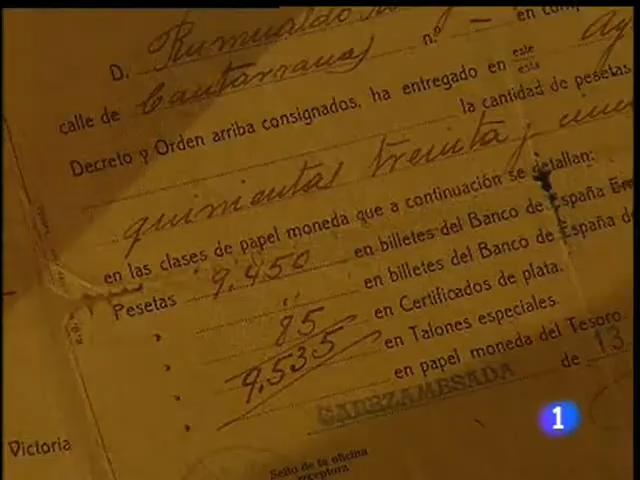 D. Rumualdo
calle de Cantarranas n.º — en
Decreto y Orden arriba consignados, ha entregado en este esta Ay
la cantidad de pesetas
quinientas treinta y cinco
en las clases de papel moneda que a continuación se detallan:
Pesetas 9.450 en billetes del Banco de España
" en billetes del Banco de España
85 en Certificados de plata.
9,535 en Talones especiales.
en papel moneda del Tesoro
CABEZAMESADA de 13
Victoria
Sello de la oficina
receptora
1